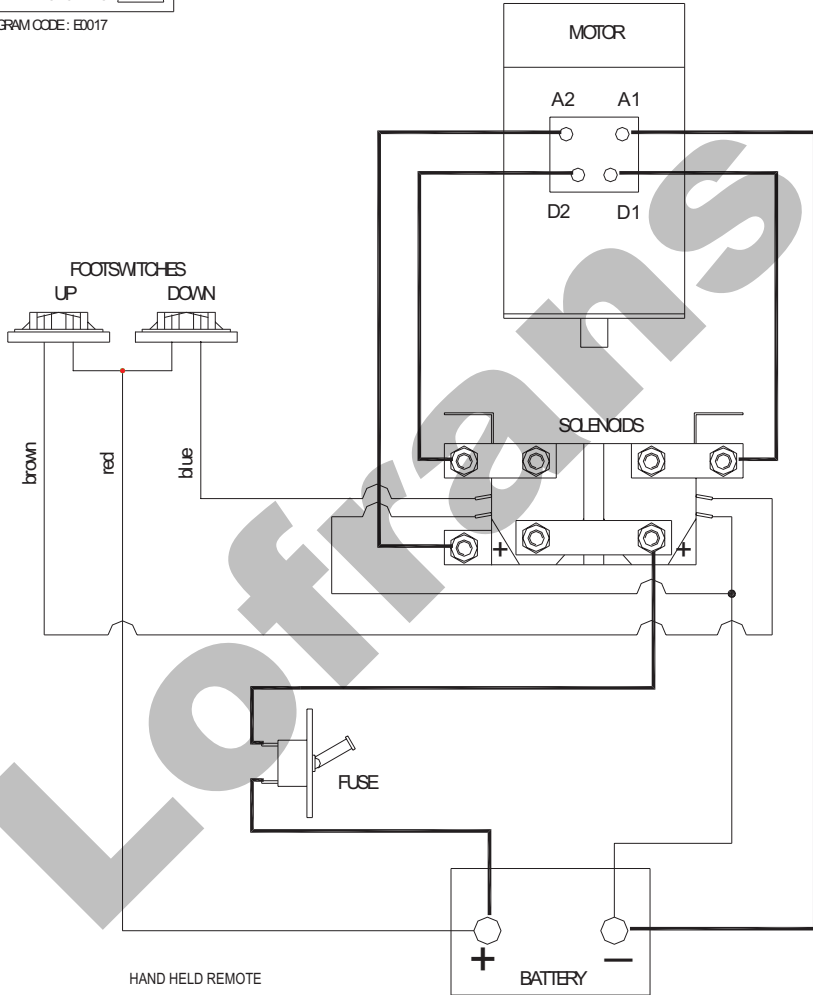 GRAM CODE : E0017
MOTOR
A2 A1
D2 D1
FOOTSWITCHES
UP DOWN
brown
red
blue
SOLENOIDS
+ +
FUSE
+ −
BATTERY
HAND HELD REMOTE
Lofrans